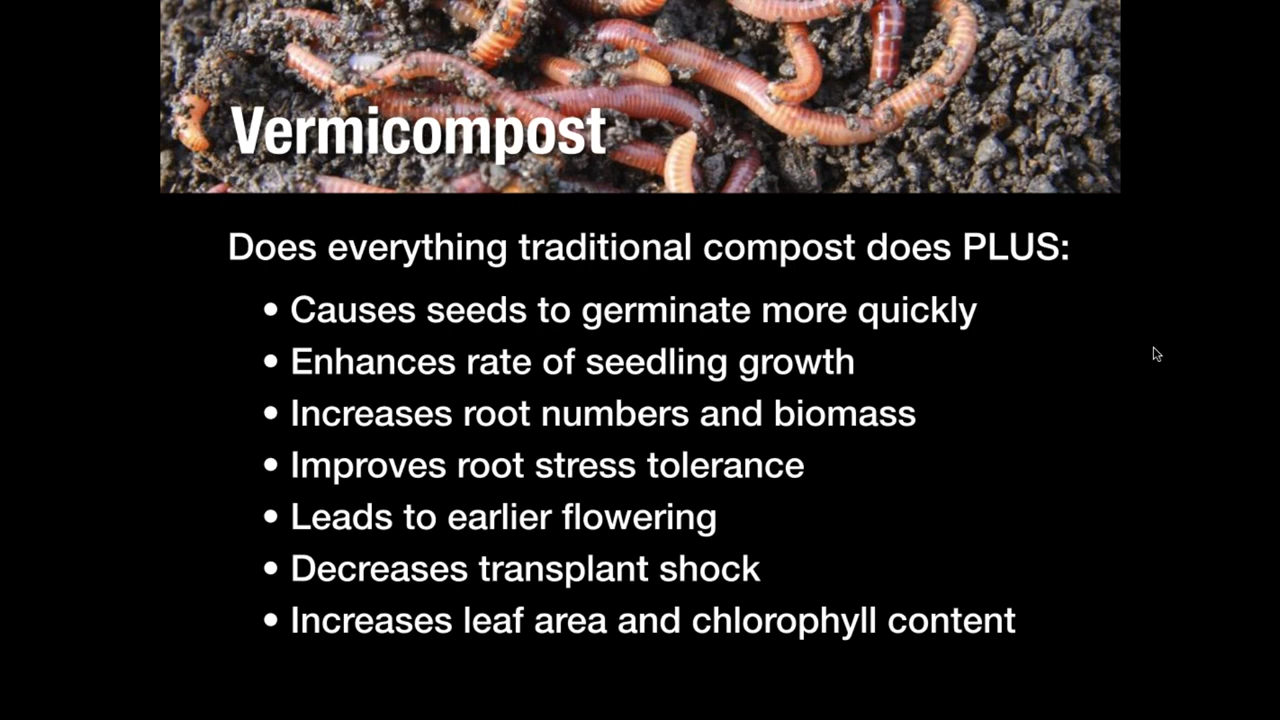 Vermicompost
Does everything traditional compost does PLUS:
• Causes seeds to germinate more quickly
• Enhances rate of seedling growth
• Increases root numbers and biomass
• Improves root stress tolerance
• Leads to earlier flowering
• Decreases transplant shock
• Increases leaf area and chlorophyll content